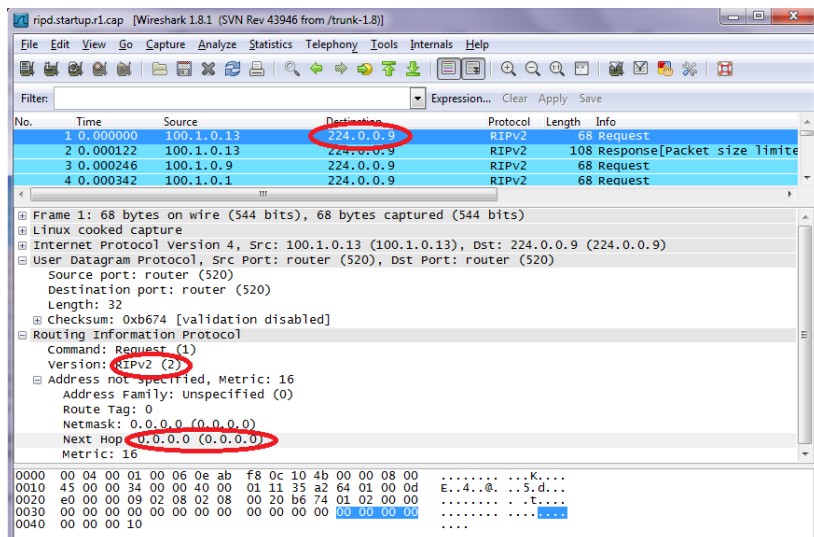 ripd.startup.r1.cap [Wireshark 1.8.1 (SVN Rev 43946 from /trunk-1.8)]
File Edit View Go Capture Analyze Statistics Telephony Tools Internals Help
Filter: Expression... Clear Apply Save
No. Time Source Destination Protocol Length Info
1 0.000000 100.1.0.13 224.0.0.9 RIPv2 68 Request
2 0.000122 100.1.0.13 224.0.0.9 RIPv2 108 Response[Packet size limite
3 0.000246 100.1.0.9 224.0.0.9 RIPv2 68 Request
4 0.000342 100.1.0.1 224.0.0.9 RIPv2 68 Request
Frame 1: 68 bytes on wire (544 bits), 68 bytes captured (544 bits)
Linux cooked capture
Internet Protocol Version 4, Src: 100.1.0.13 (100.1.0.13), Dst: 224.0.0.9 (224.0.0.9)
User Datagram Protocol, Src Port: router (520), Dst Port: router (520)
Source port: router (520)
Destination port: router (520)
Length: 32
Checksum: 0xb674 [validation disabled]
Routing Information Protocol
Command: Request (1)
Version: RIPv2 (2)
Address not specified, Metric: 16
Address Family: Unspecified (0)
Route Tag: 0
Netmask: 0.0.0.0 (0.0.0.0)
Next Hop: 0.0.0.0 (0.0.0.0)
Metric: 16
0000 00 04 00 01 00 06 0e ab f8 0c 10 4b 00 00 08 00 ........ ...K....
0010 45 00 00 34 00 00 40 00 01 11 35 a2 64 01 00 0d E..4..@. ..5.d...
0020 e0 00 00 09 02 08 02 08 00 20 b6 74 01 02 00 00 ........ . .t....
0030 00 00 00 00 00 00 00 00 00 00 00 00 00 00 00 00 ........ ........
0040 00 00 00 10 ....